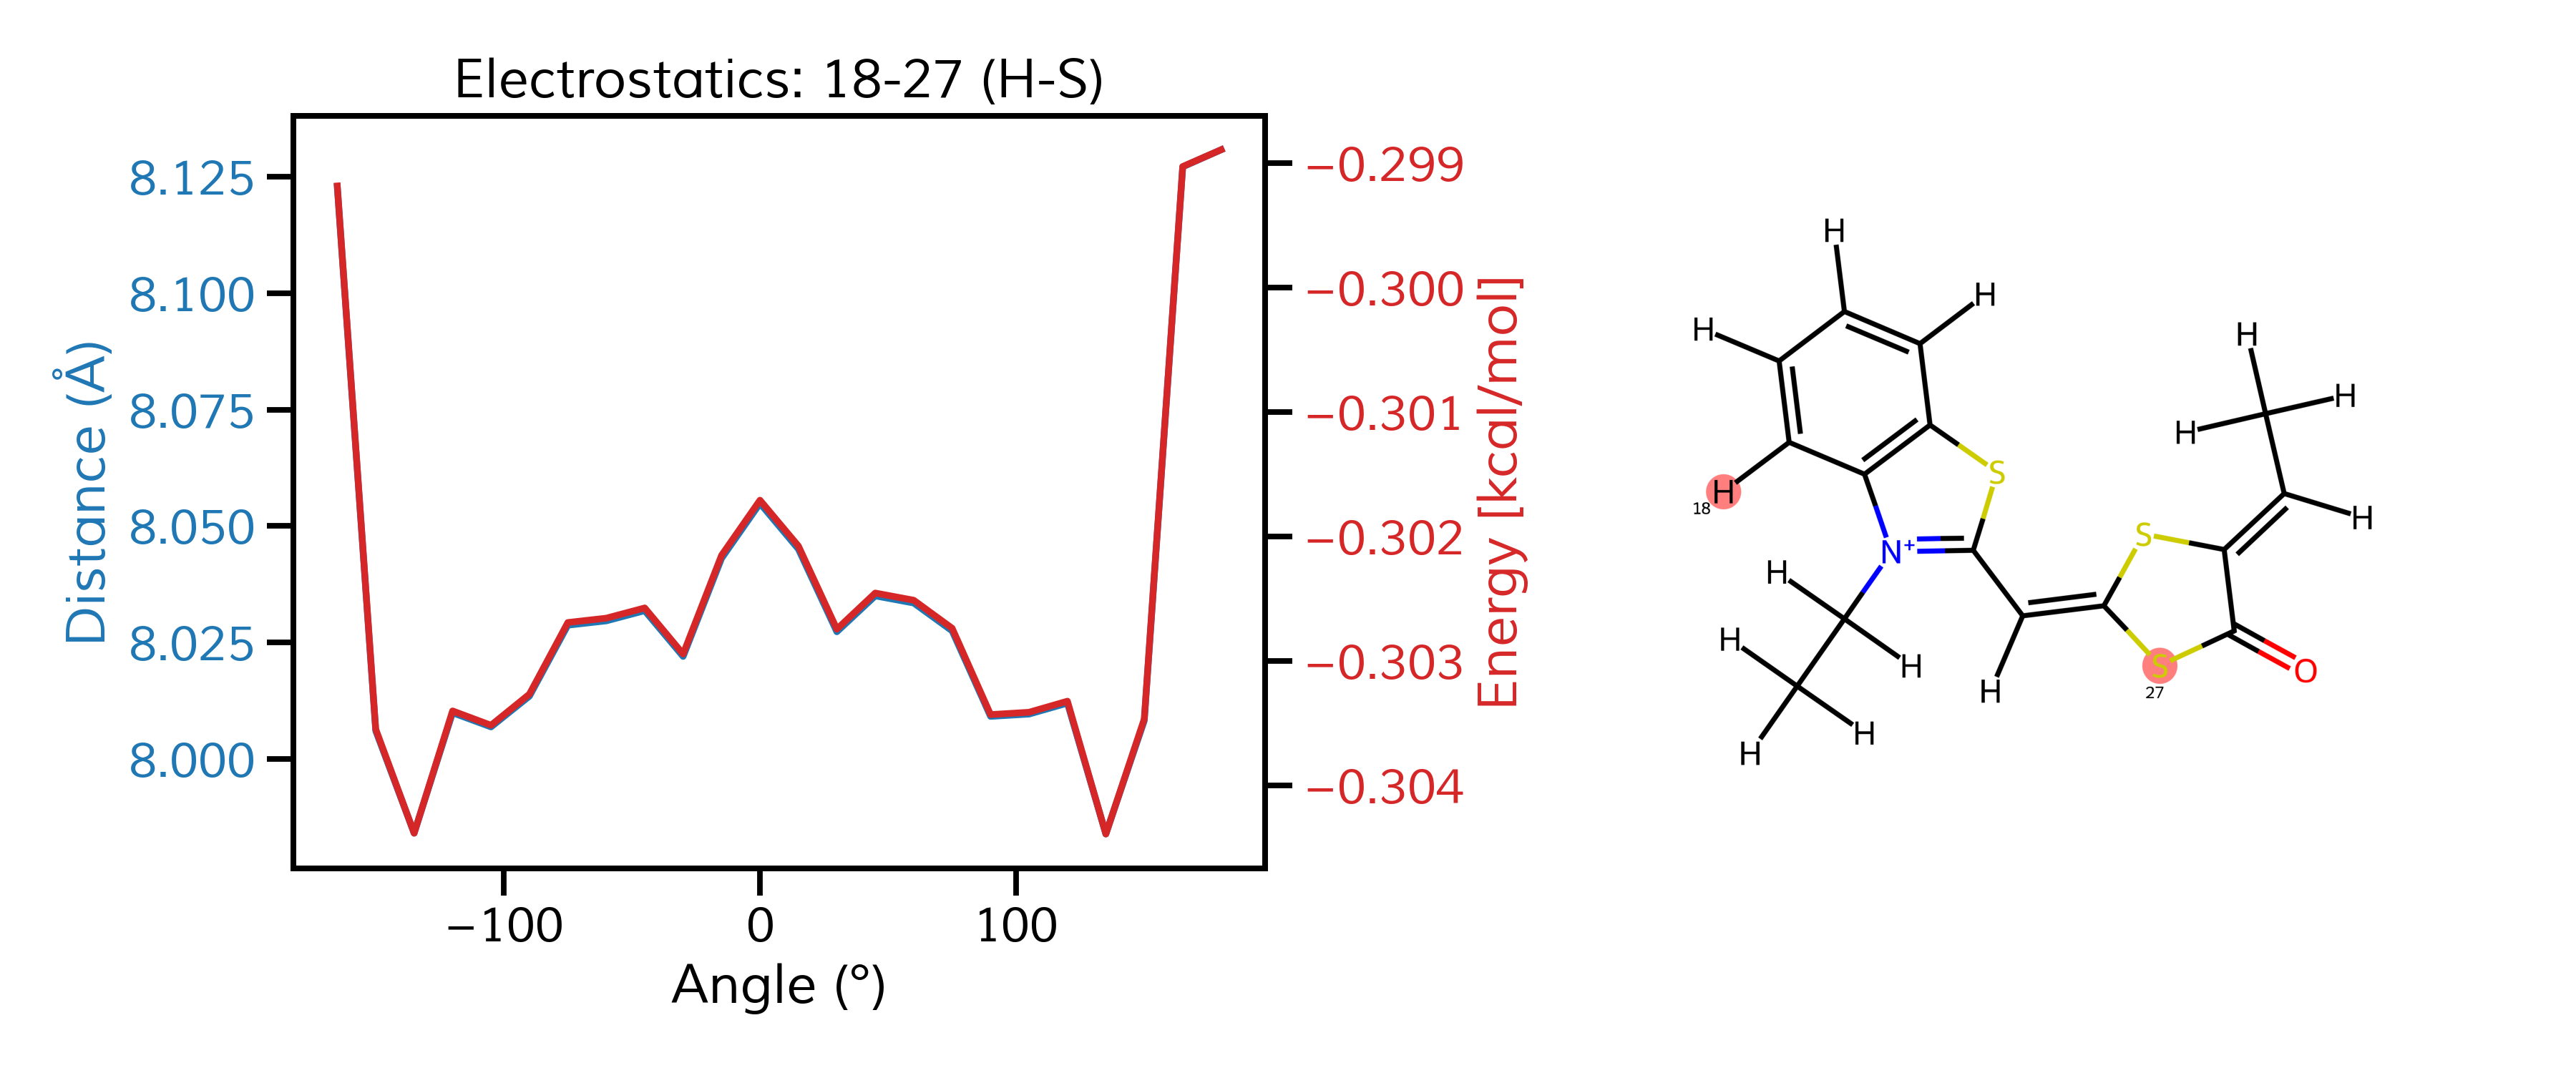 Electrostatics: 18-27 (H-S)
8.125
8.100
8.075
8.050
8.025
8.000
Distance (Å)
−0.299
−0.300
−0.301
−0.302
−0.303
−0.304
Energy [kcal/mol]
−100 0 100
Angle (°)
H
H
H
H
H
H
H
S
H
18
S
H
N⁺
H
H
H
S
27
O
H
H
H
H